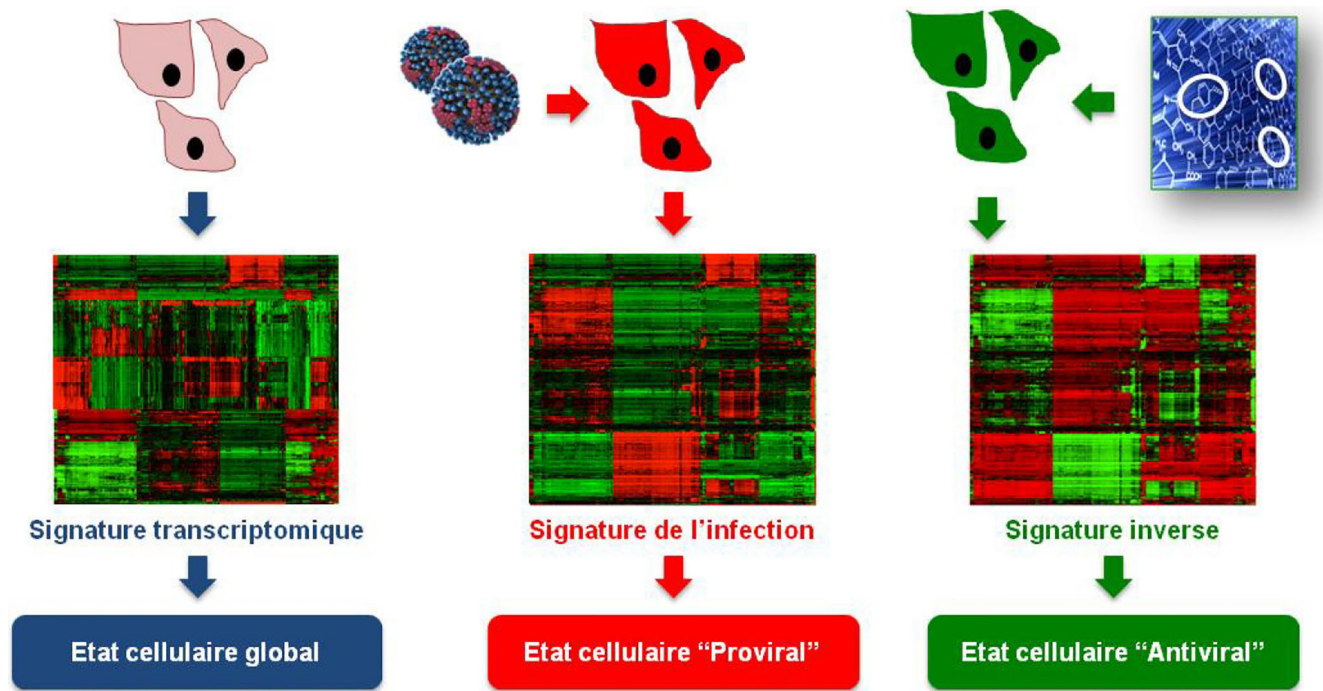 Signature transcriptomique
Signature de l'infection
Signature inverse
Etat cellulaire global
Etat cellulaire “Proviral”
Etat cellulaire “Antiviral”